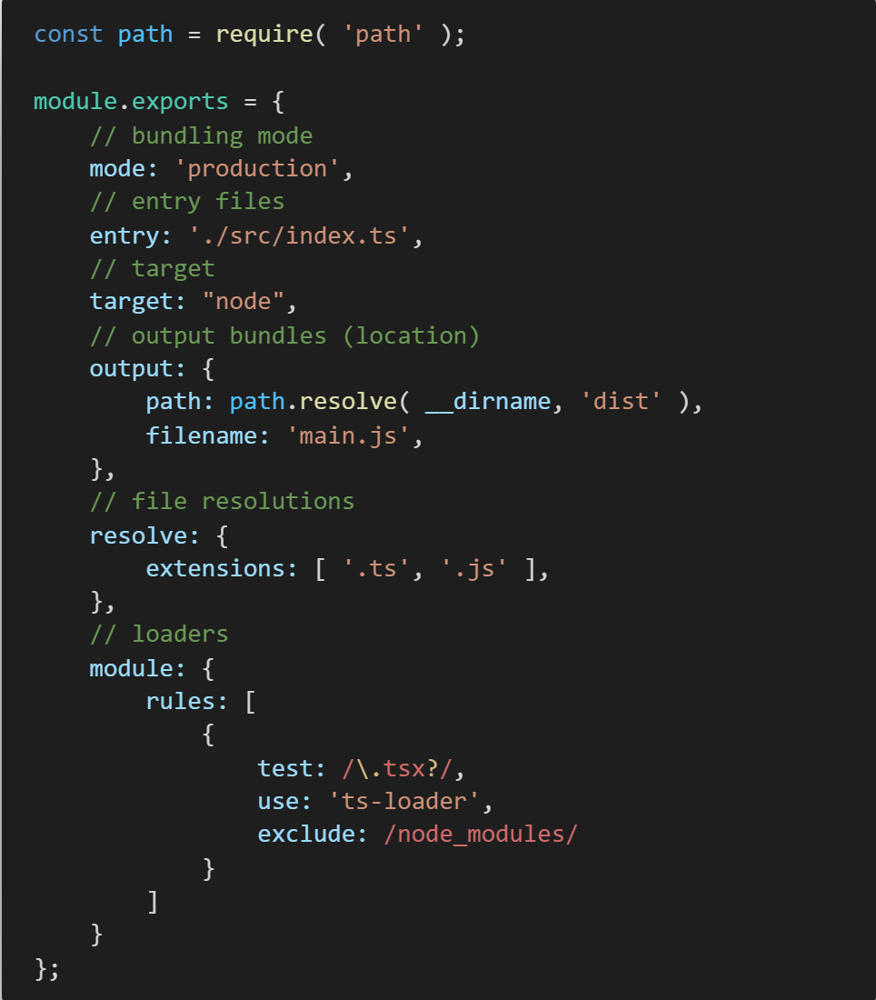 const path = require( 'path' );

module.exports = {
    // bundling mode
    mode: 'production',
    // entry files
    entry: './src/index.ts',
    // target
    target: "node",
    // output bundles (location)
    output: {
        path: path.resolve( __dirname, 'dist' ),
        filename: 'main.js',
    },
    // file resolutions
    resolve: {
        extensions: [ '.ts', '.js' ],
    },
    // loaders
    module: {
        rules: [
            {
                test: /\.tsx?/,
                use: 'ts-loader',
                exclude: /node_modules/
            }
        ]
    }
};